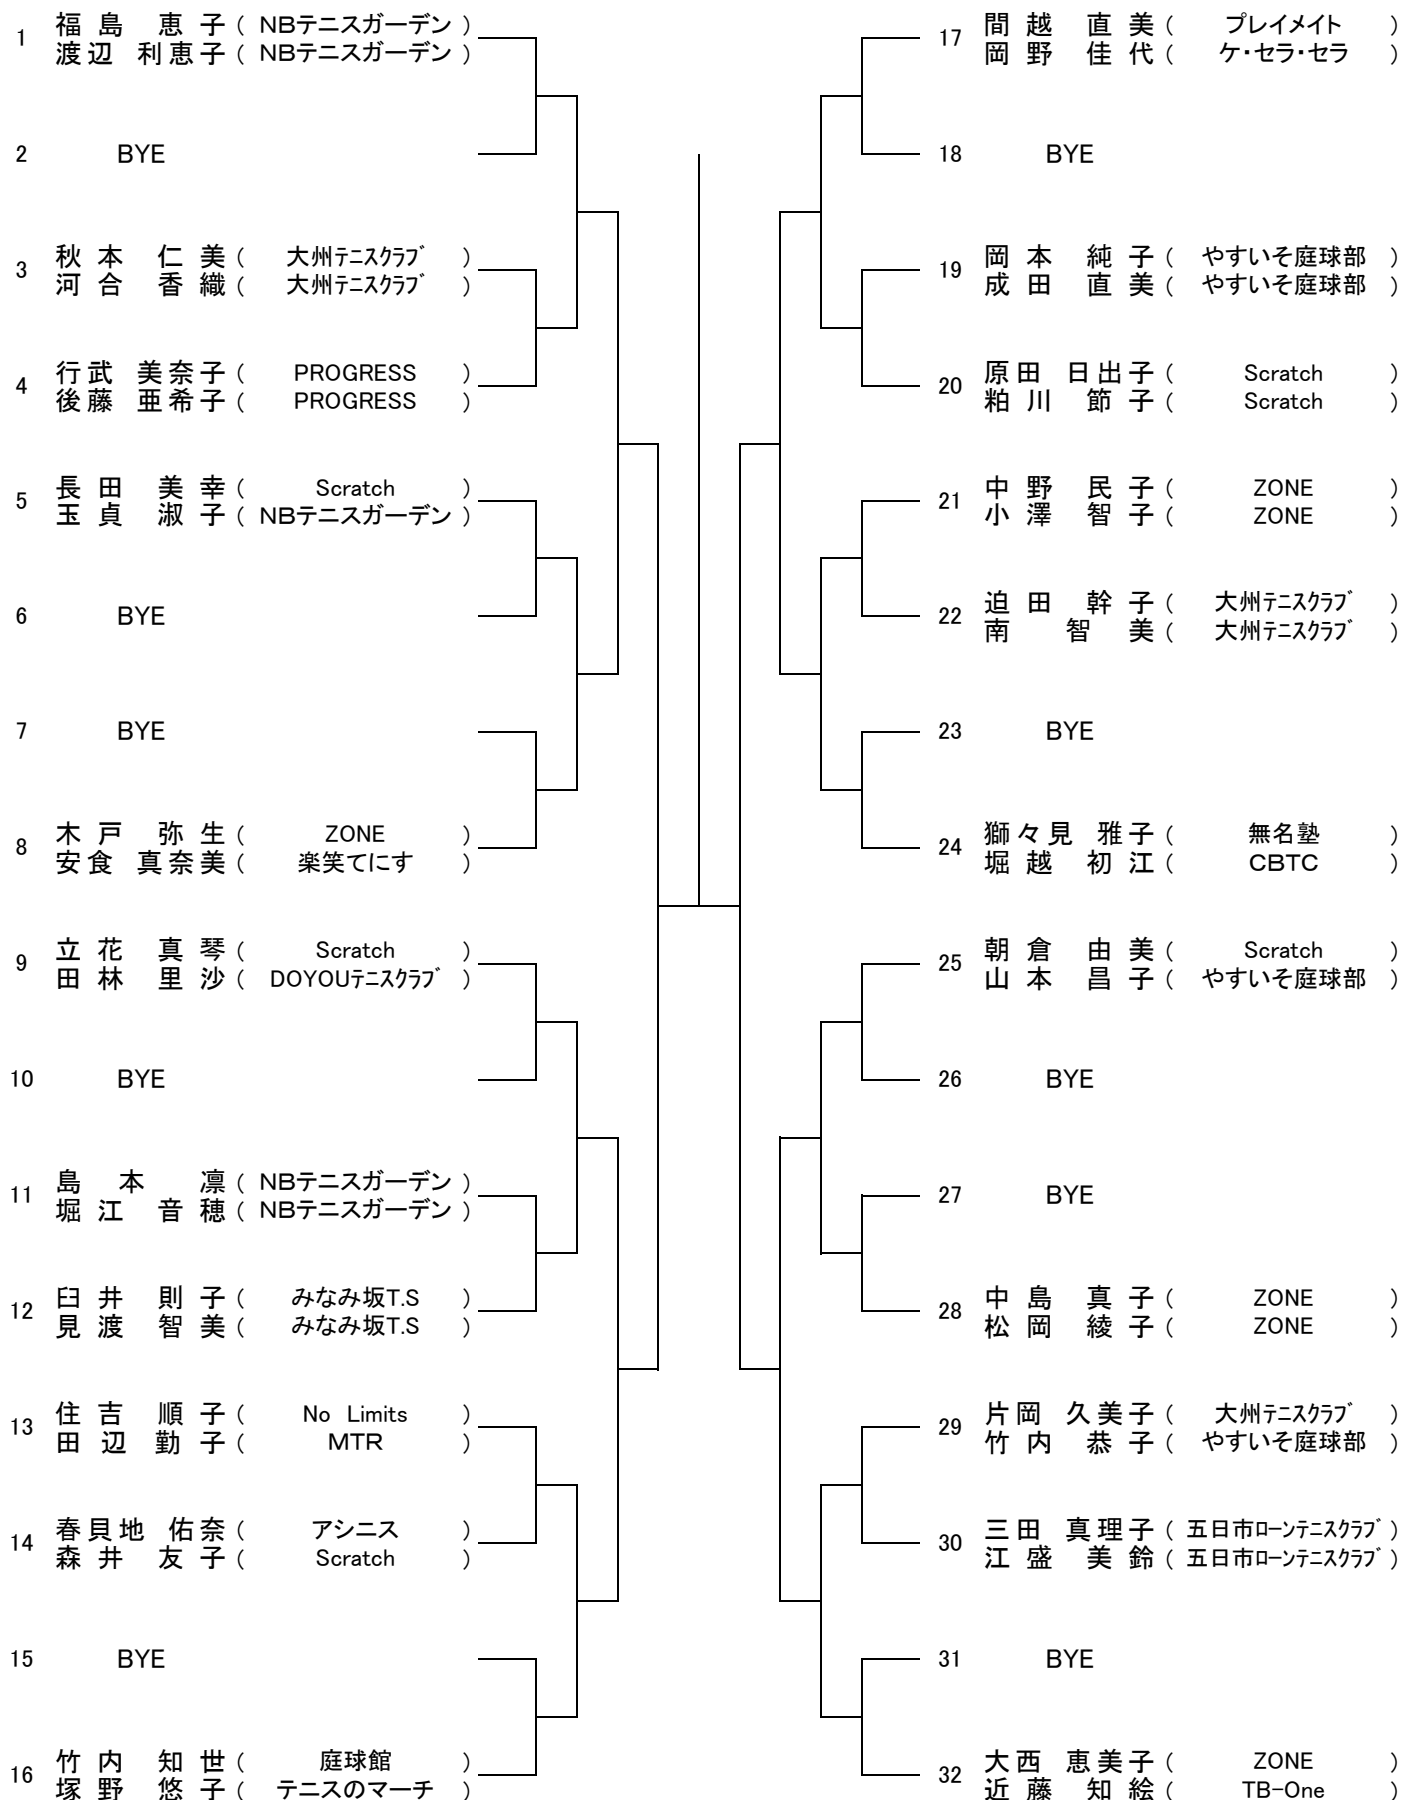 1 福島 恵子 ( NBテニスガーデン )
渡辺 利恵子 ( NBテニスガーデン )
2 BYE
3 秋本 仁美 ( 大州ﾃﾆｽｸﾗﾌﾞ )
河合 香織 ( 大州ﾃﾆｽｸﾗﾌﾞ )
4 行武 美奈子 ( PROGRESS )
後藤 亜希子 ( PROGRESS )
5 長田 美幸 ( Scratch )
玉貞 淑子 ( NBテニスガーデン )
6 BYE
7 BYE
8 木戸 弥生 ( ZONE )
安食 真奈美 ( 楽笑てにす )
9 立花 真琴 ( Scratch )
田林 里沙 ( DOYOUﾃﾆｽｸﾗﾌﾞ )
10 BYE
11 島本 凛 ( NBテニスガーデン )
堀江 音穂 ( NBテニスガーデン )
12 臼井 則子 ( みなみ坂T.S )
見渡 智美 ( みなみ坂T.S )
13 住吉 順子 ( No Limits )
田辺 勤子 ( MTR )
14 春貝地 佑奈 ( アシニス )
森井 友子 ( Scratch )
15 BYE
16 竹内 知世 ( 庭球館 )
塚野 悠子 ( テニスのマーチ )
17 間越 直美 ( プレイメイト )
岡野 佳代 ( ケ・セラ・セラ )
18 BYE
19 岡本 純子 ( やすいそ庭球部 )
成田 直美 ( やすいそ庭球部 )
20 原田 日出子 ( Scratch )
粕川 節子 ( Scratch )
21 中野 民子 ( ZONE )
小澤 智子 ( ZONE )
22 迫田 幹子 ( 大州ﾃﾆｽｸﾗﾌﾞ )
南 智美 ( 大州ﾃﾆｽｸﾗﾌﾞ )
23 BYE
24 獅々見 雅子 ( 無名塾 )
堀越 初江 ( CBTC )
25 朝倉 由美 ( Scratch )
山本 昌子 ( やすいそ庭球部 )
26 BYE
27 BYE
28 中島 真子 ( ZONE )
松岡 綾子 ( ZONE )
29 片岡 久美子 ( 大州ﾃﾆｽｸﾗﾌﾞ )
竹内 恭子 ( やすいそ庭球部 )
30 三田 真理子 ( 五日市ﾛｰﾝﾃﾆｽｸﾗﾌﾞ )
江盛 美鈴 ( 五日市ﾛｰﾝﾃﾆｽｸﾗﾌﾞ )
31 BYE
32 大西 恵美子 ( ZONE )
近藤 知絵 ( TB-One )